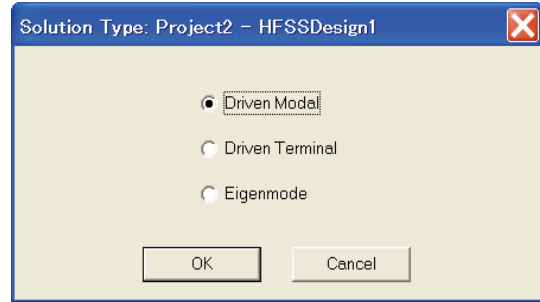 Solution Type: Project2 - HFSSDesign1
Driven Modal
Driven Terminal
Eigenmode
OK Cancel